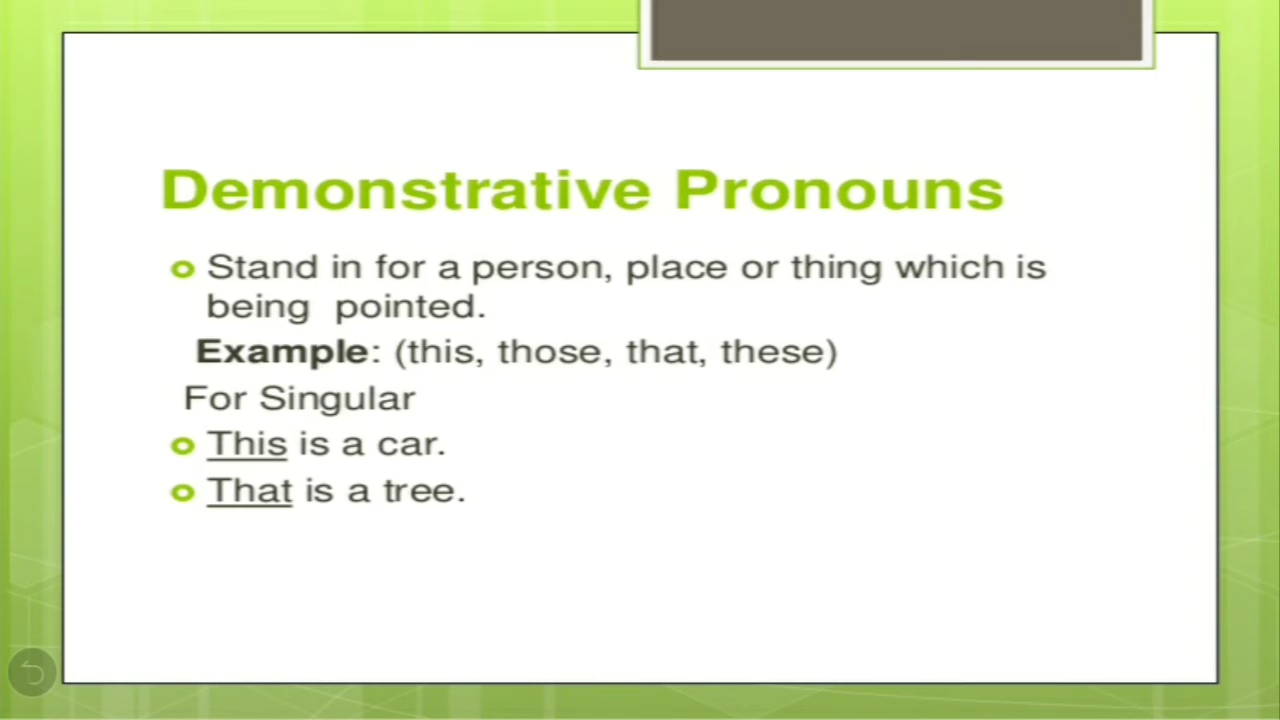 Demonstrative Pronouns
Stand in for a person, place or thing which is
being pointed.
Example: (this, those, that, these)
For Singular
This is a car.
That is a tree.